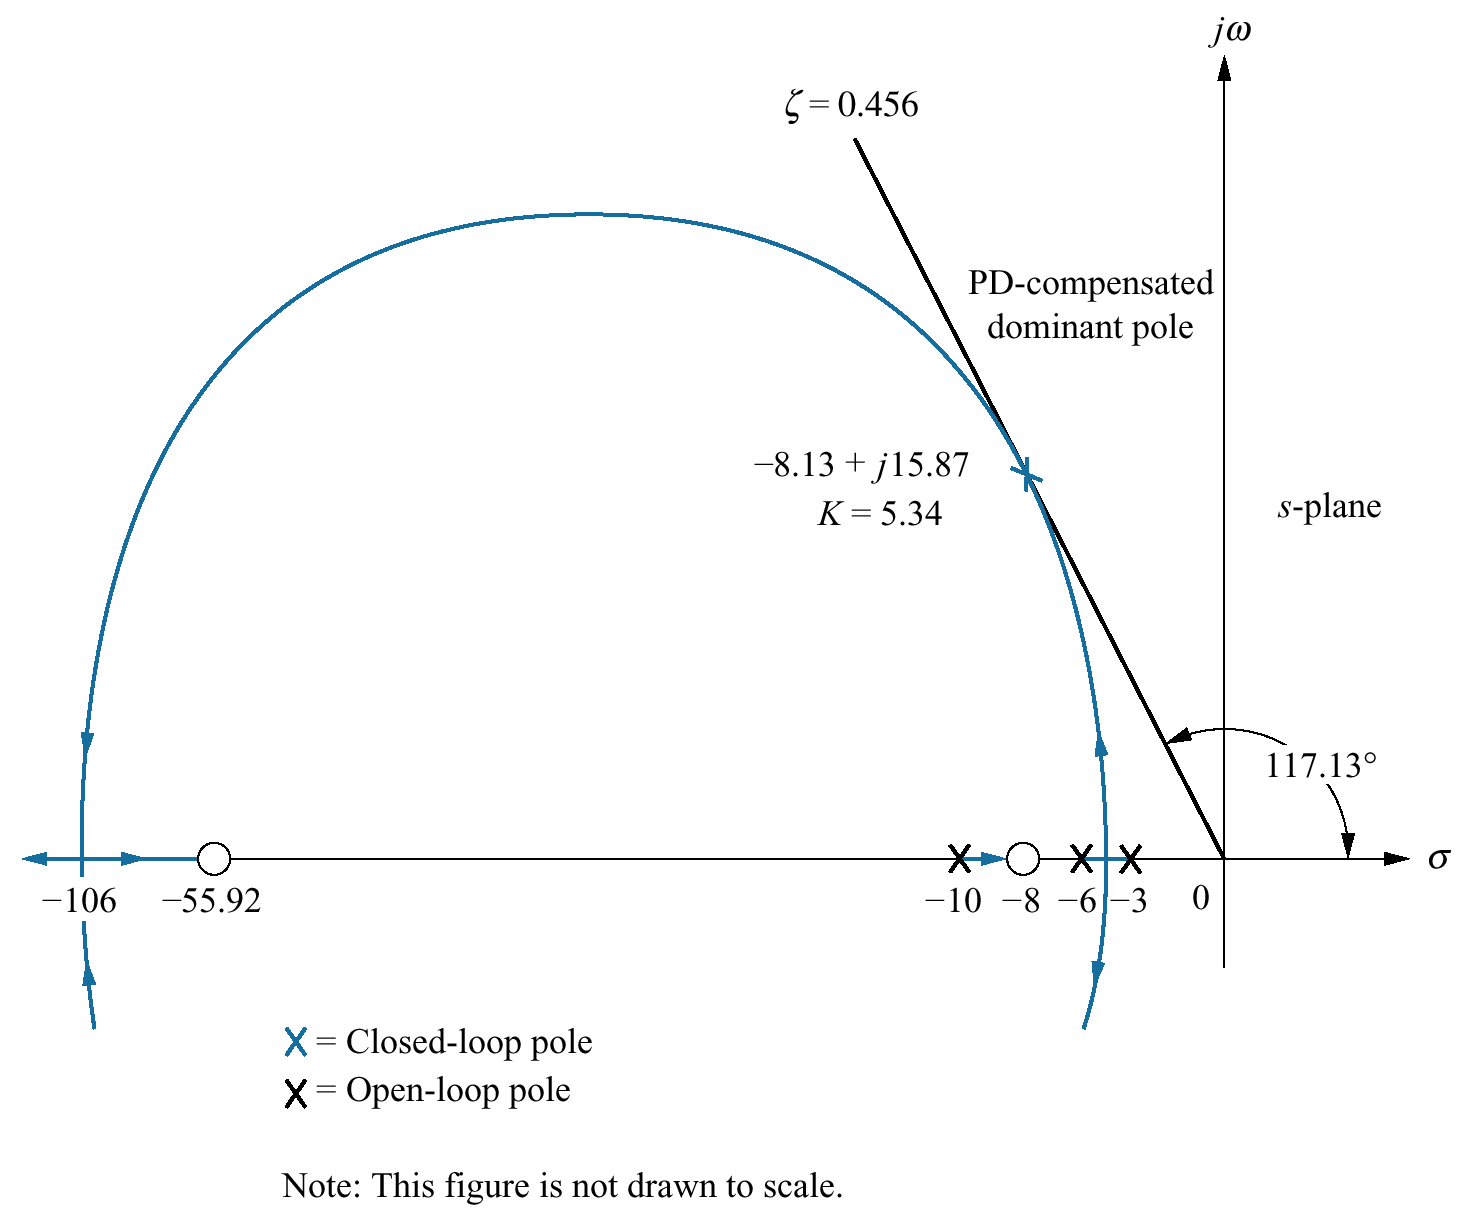 jω
ζ = 0.456
PD-compensated
dominant pole
−8.13 + j15.87
K = 5.34
s-plane
117.13°
σ
−106
−55.92
−10
−8
−6
−3
0
X = Closed-loop pole
X = Open-loop pole
Note: This figure is not drawn to scale.